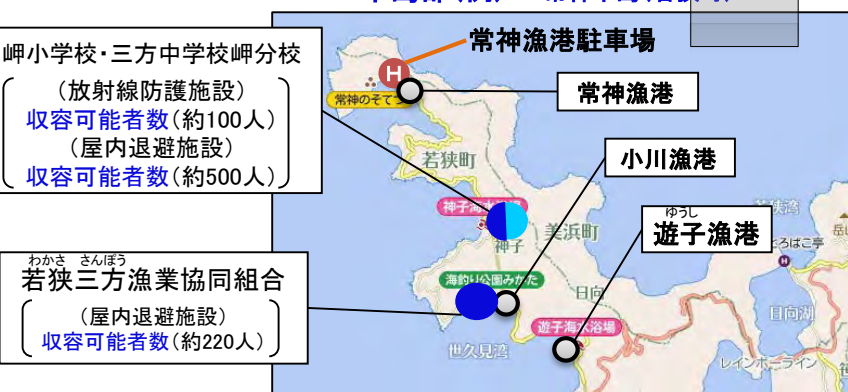 岬小学校・三方中学校岬分校
(放射線防護施設)
収容可能者数(約100人)
(屋内退避施設)
収容可能者数(約500人)
わかさ さんぽう
若狭三方漁業協同組合
(屋内退避施設)
収容可能者数(約220人)
常神漁港駐車場
H
常神のそてつ
常神漁港
若狭町
小川漁港
神子
美浜町
ゆうし
遊子漁港
海釣り公園みかた
日向
遊子海水浴場
世久見湾
日向湖
レインボーライン